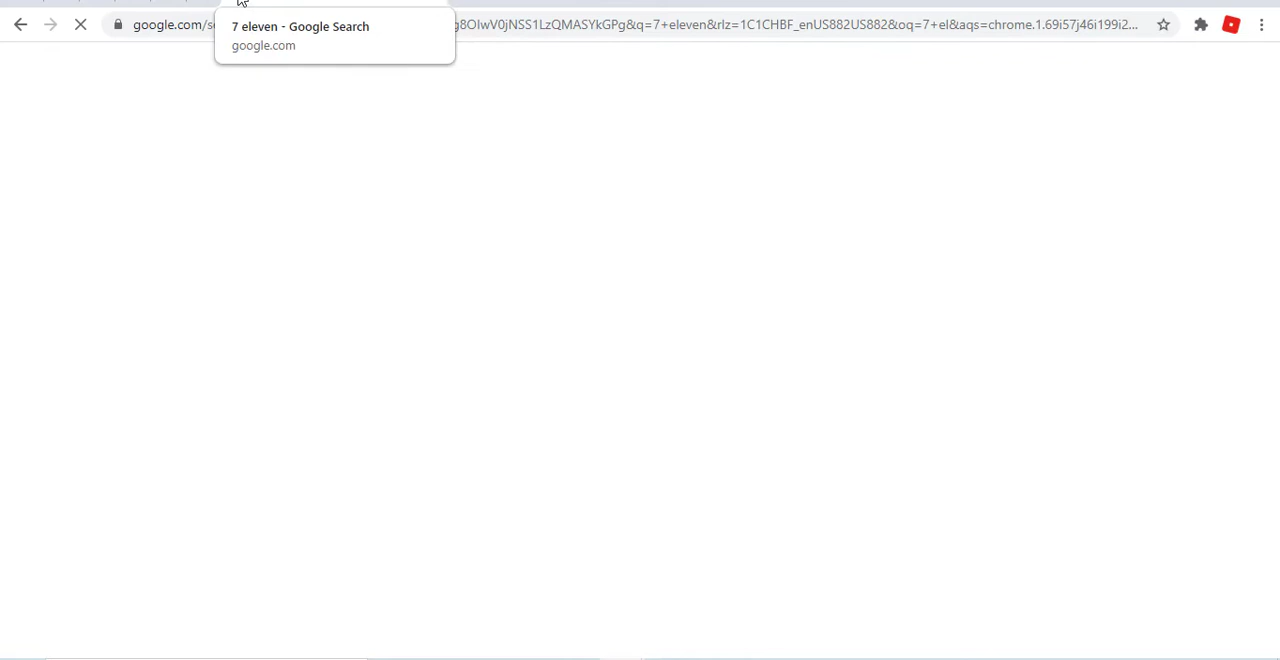 google.com/s
7 eleven - Google Search
google.com
g8OIwV0jNSS1LzQMASYkGPg&q=7+eleven&rlz=1C1CHBF_enUS882US882&oq=7+el&aqs=chrome.1.69i57j46i199i2...